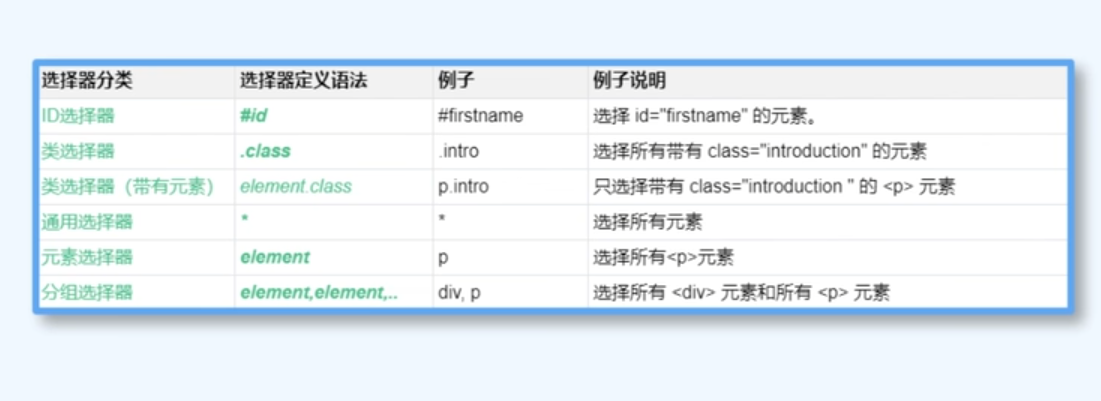 选择器分类 选择器定义语法 例子 例子说明
ID选择器 #id #firstname 选择 id="firstname" 的元素。
类选择器 .class .intro 选择所有带有 class="introduction" 的元素
类选择器（带有元素） element.class p.intro 只选择带有 class="introduction " 的 <p> 元素
通用选择器 * * 选择所有元素
元素选择器 element p 选择所有<p>元素
分组选择器 element,element,.. div, p 选择所有 <div> 元素和所有 <p> 元素